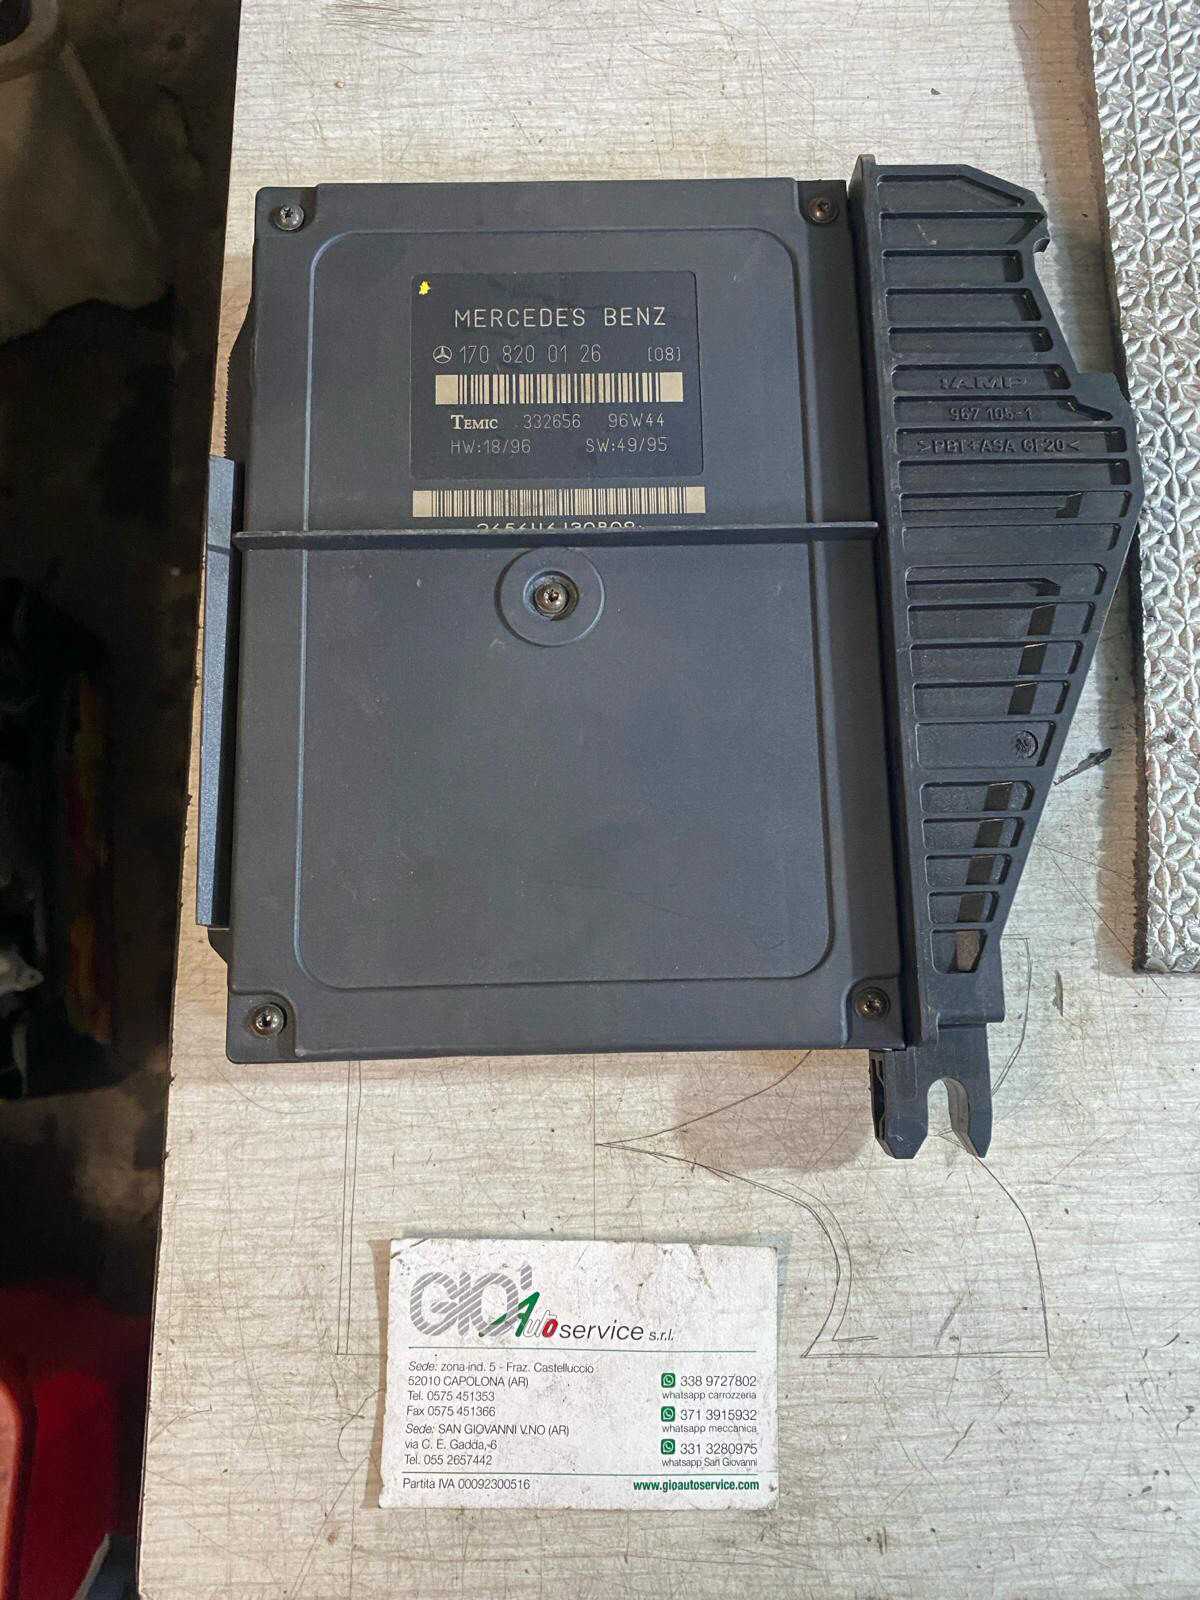 MERCEDES BENZ
170 820 01 26 [08]
TEMIC 332656 96W44
HW:18/96 SW:49/95
AMP
967 105-1
>PBT+ASA GF20<
GIO' Autoservice s.r.l.
Sede: zona ind. 5 - Fraz. Castelluccio
52010 CAPOLONA (AR)
Tel. 0575 451353
Fax 0575 451366
Sede: SAN GIOVANNI V.NO (AR)
via C. E. Gadda, 6
Tel. 055 2657442
338 9727802
whatsapp carrozzeria
371 3915932
whatsapp meccanica
331 3280975
whatsapp San Giovanni
Partita IVA 00092300516
www.gioautoservice.com